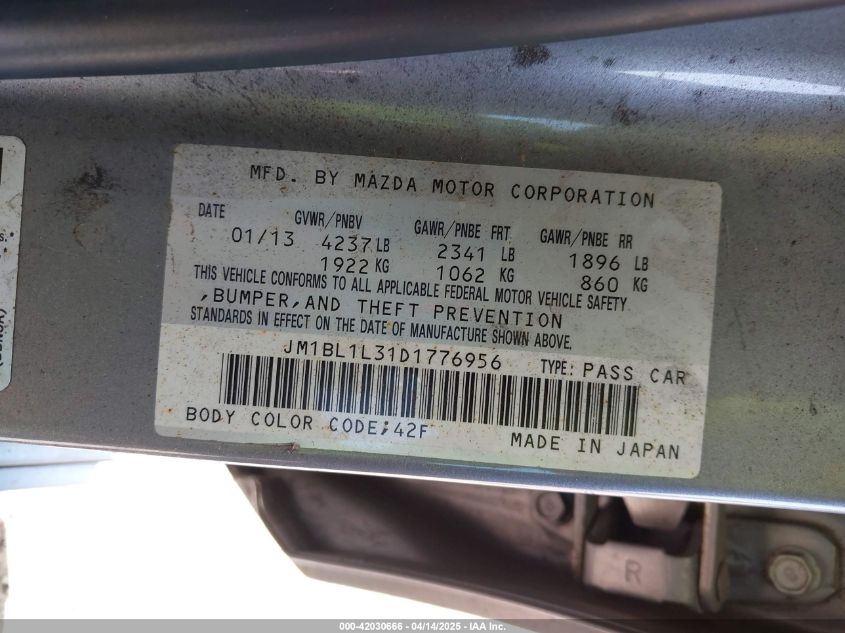 MFD. BY MAZDA MOTOR CORPORATION
DATE GVWR/PNBV GAWR/PNBE FRT GAWR/PNBE RR
01/13 4237LB 2341 LB 1896 LB
1922KG 1062 KG 860 KG
THIS VEHICLE CONFORMS TO ALL APPLICABLE FEDERAL MOTOR VEHICLE SAFETY
,BUMPER,AND THEFT PREVENTION
STANDARDS IN EFFECT ON THE DATE OF MANUFACTURE SHOWN ABOVE.
JM1BL1L31D1776956 TYPE: PASS CAR
BODY COLOR CODE;42F
MADE IN JAPAN
R
000-42030666 - 04/14/2025 - IAA Inc.